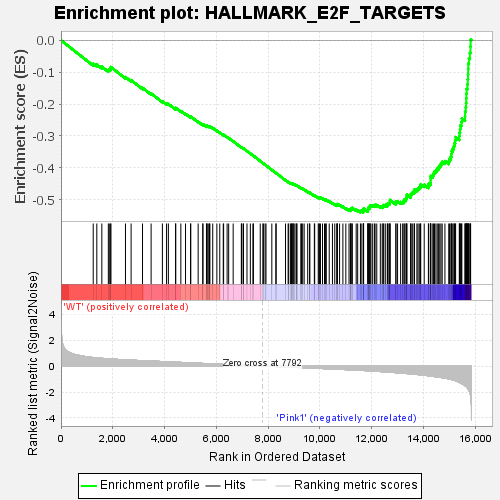 Enrichment plot: HALLMARK_E2F_TARGETS
Enrichment score (ES)
0.0
-0.1
-0.2
-0.3
-0.4
-0.5
Ranked list metric (Signal2Noise)
'WT' (positively correlated)
4
2
0
-2
-4
Zero cross at 7792
'Pink1' (negatively correlated)
0
2,000
4,000
6,000
8,000
10,000
12,000
14,000
16,000
Rank in Ordered Dataset
Enrichment profile
Hits
Ranking metric scores